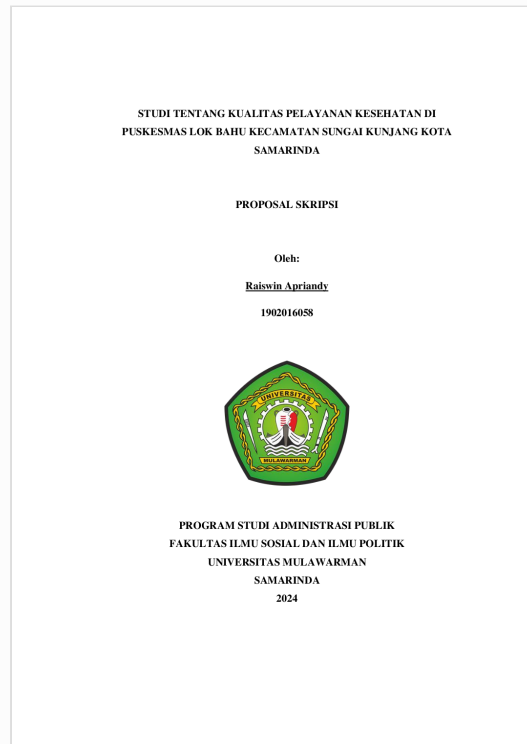 STUDI TENTANG KUALITAS PELAYANAN KESEHATAN DI
PUSKESMAS LOK BAHU KECAMATAN SUNGAI KUNJANG KOTA
SAMARINDA
PROPOSAL SKRIPSI
Oleh:
Raiswin Apriandy
1902016058
UNIVERSITAS
MULAWARMAN
PROGRAM STUDI ADMINISTRASI PUBLIK
FAKULTAS ILMU SOSIAL DAN ILMU POLITIK
UNIVERSITAS MULAWARMAN
SAMARINDA
2024